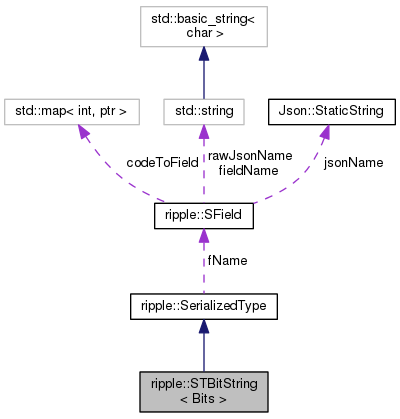 std::basic_string<
char >
std::map< int, ptr >
std::string
Json::StaticString
codeToField
rawJsonName
fieldName
jsonName
ripple::SField
fName
ripple::SerializedType
ripple::STBitString
< Bits >